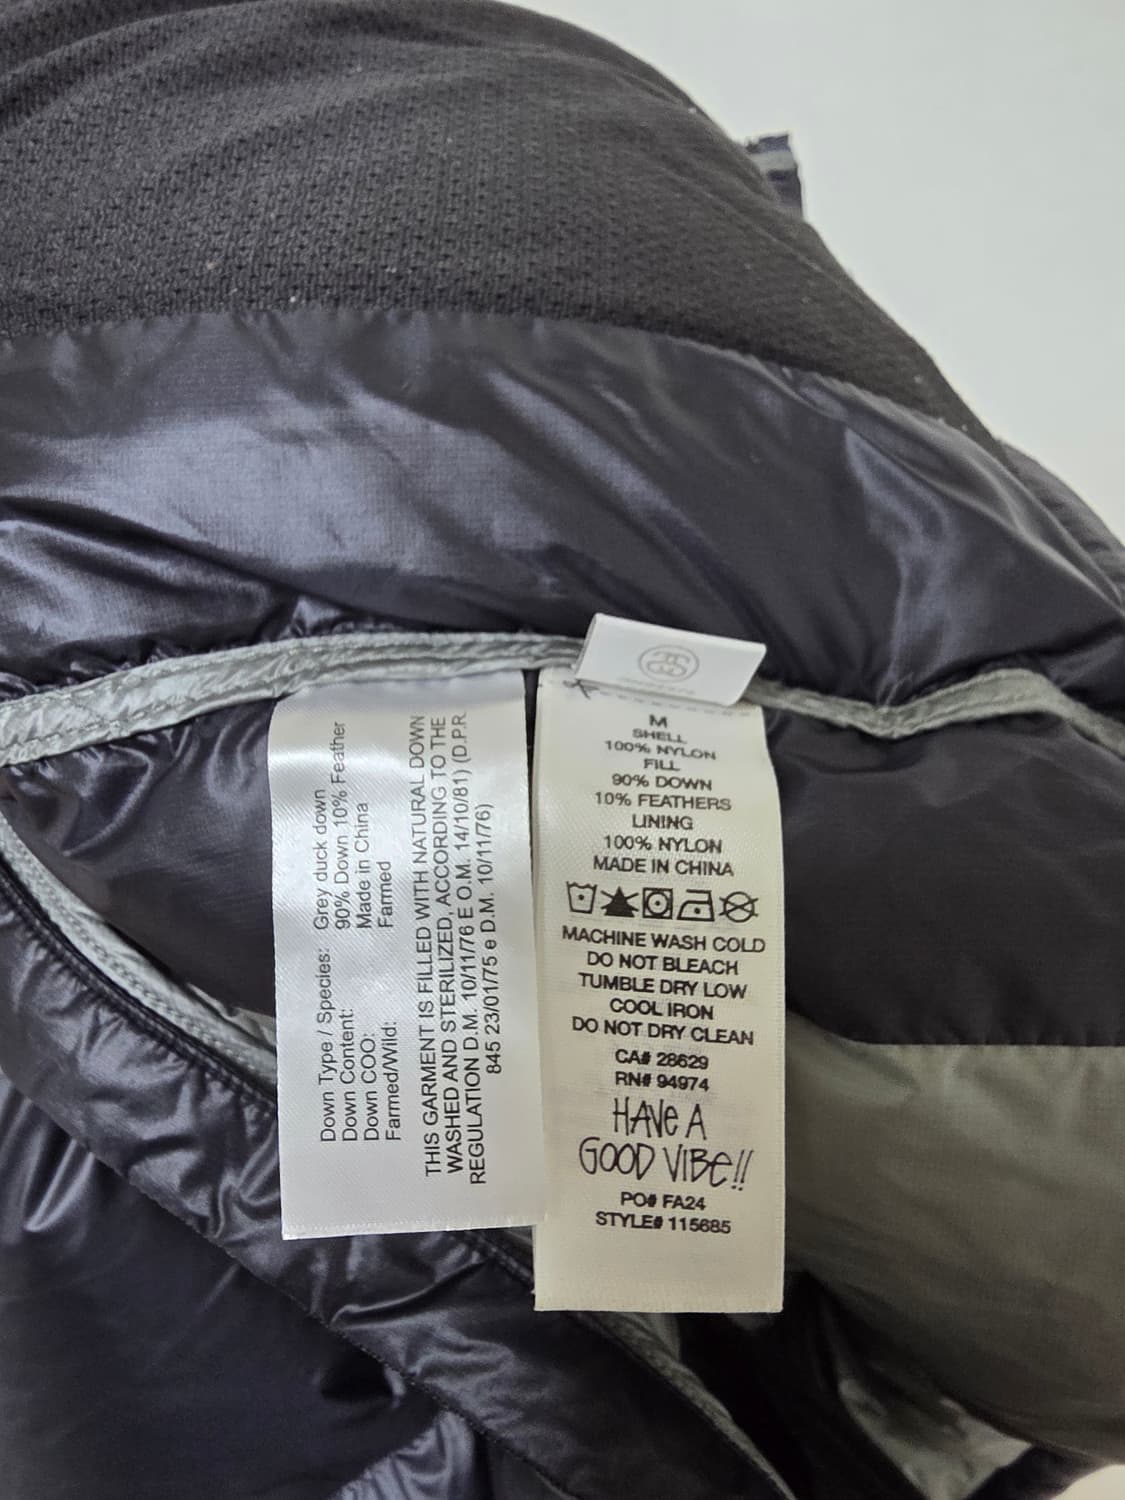 Down Type / Species: Grey duck down
Down Content: 90% Down 10% Feather
Down COO: Made in China
Farmed/Wild: Farmed
THIS GARMENT IS FILLED WITH NATURAL DOWN
WASHED AND STERILIZED, ACCORDING TO THE
REGULATION D.M. 10/11/76 E O.M. 14/10/81) (D.P.R.
845 23/01/75 e D.M. 10/11/76)
M
SHELL
100% NYLON
FILL
90% DOWN
10% FEATHERS
LINING
100% NYLON
MADE IN CHINA
MACHINE WASH COLD
DO NOT BLEACH
TUMBLE DRY LOW
COOL IRON
DO NOT DRY CLEAN
CA# 28629
RN# 94974
HAVE A
GOOD VIBE!!
PO# FA24
STYLE# 115685